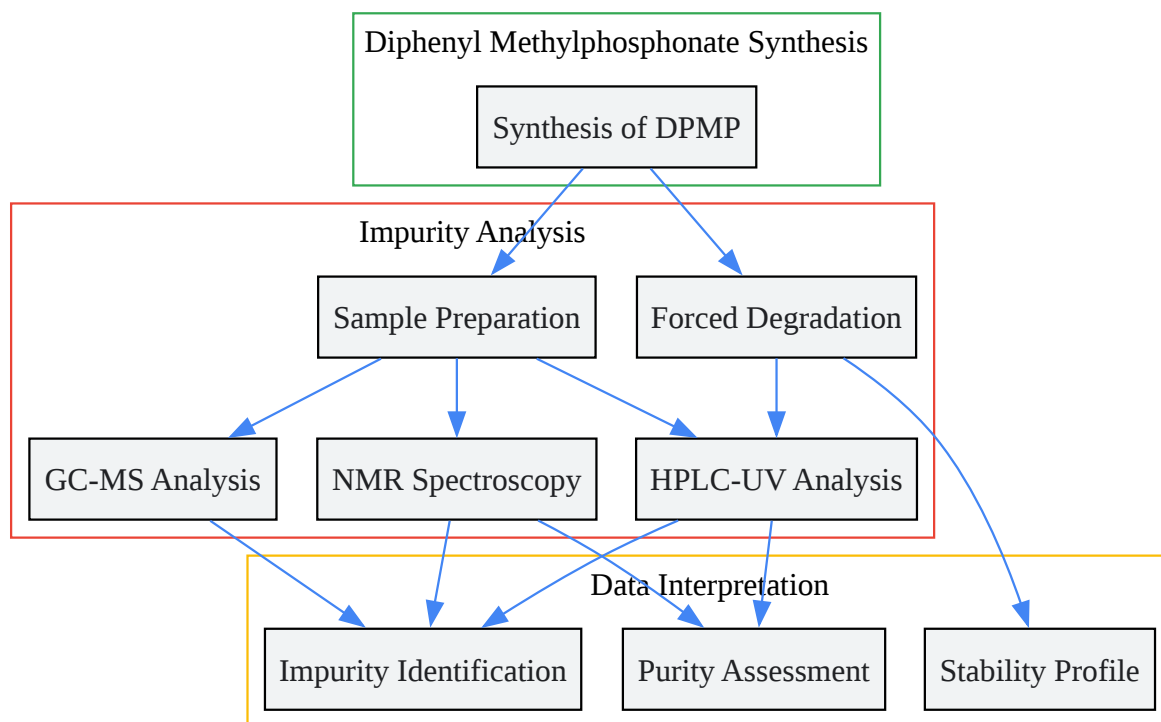 Diphenyl Methylphosphonate Synthesis
Synthesis of DPMP
Impurity Analysis
Sample Preparation
Forced Degradation
GC-MS Analysis
NMR Spectroscopy
HPLC-UV Analysis
Data Interpretation
Impurity Identification
Purity Assessment
Stability Profile